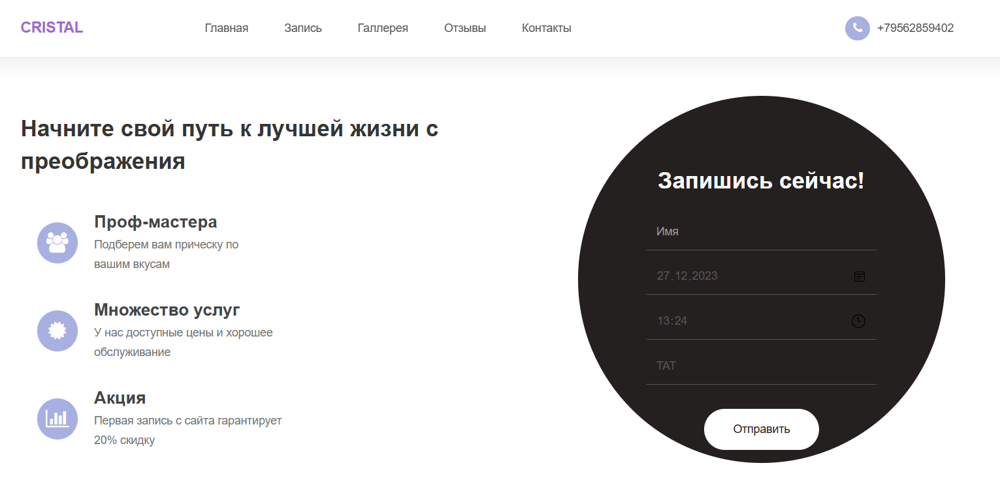 CRISTAL
Главная
Запись
Галлерея
Отзывы
Контакты
+79562859402
Начните свой путь к лучшей жизни с
преображения
Проф-мастера
Подберем вам прическу по
вашим вкусам
Множество услуг
У нас доступные цены и хорошее
обслуживание
Акция
Первая запись с сайта гарантирует
20% скидку
Запишись сейчас!
Имя
27.12.2023
13:24
ТАТ
Отправить